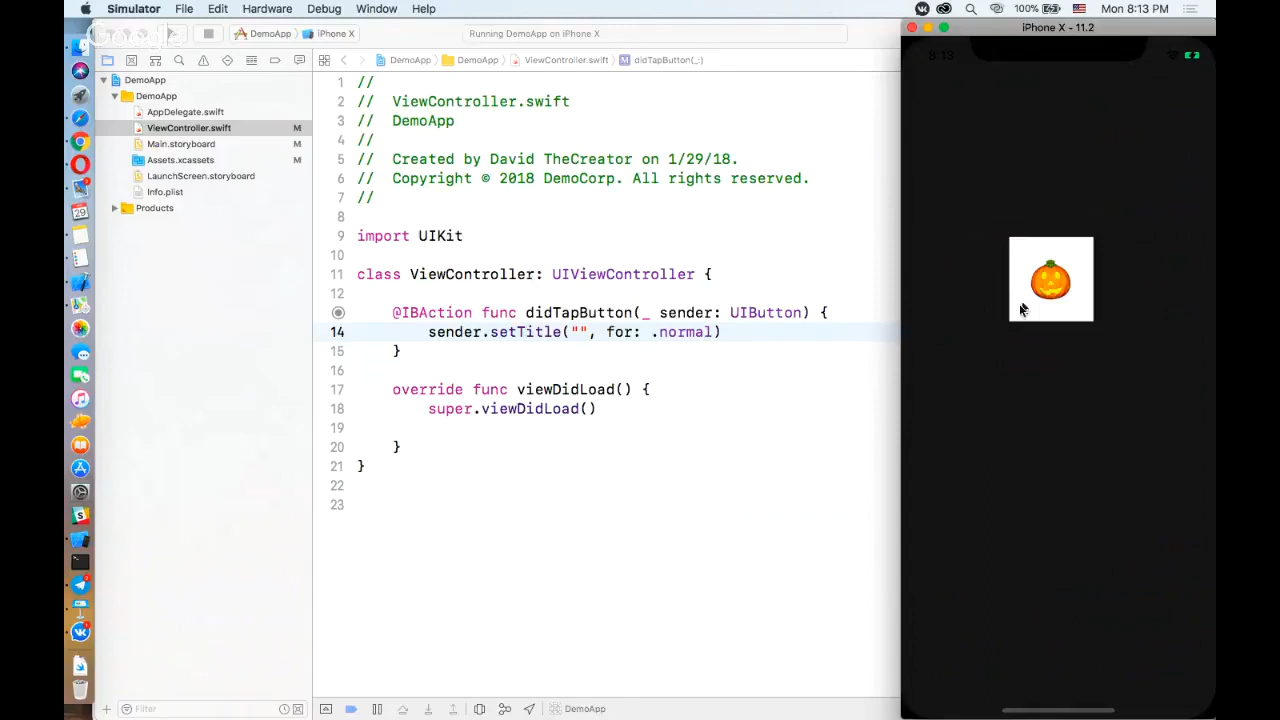 Simulator File Edit Hardware Debug Window Help
100% Mon 8:13 PM
Google
DemoApp iPhone X
Running DemoApp on iPhone X
iPhone X - 11.2
8:13
DemoApp DemoApp ViewController.swift M didTapButton(_:)
DemoApp
DemoApp
AppDelegate.swift
ViewController.swift M
Main.storyboard M
Assets.xcassets M
LaunchScreen.storyboard
Info.plist
Products
1 //
2 // ViewController.swift
3 // DemoApp
4 //
5 // Created by David TheCreator on 1/29/18.
6 // Copyright © 2018 DemoCorp. All rights reserved.
7 //
8
9 import UIKit
10
11 class ViewController: UIViewController {
12
@IBAction func didTapButton(_ sender: UIButton) {
14 sender.setTitle("", for: .normal)
15 }
16
17 override func viewDidLoad() {
18 super.viewDidLoad()
19
20 }
21 }
22
23
Filter
DemoApp